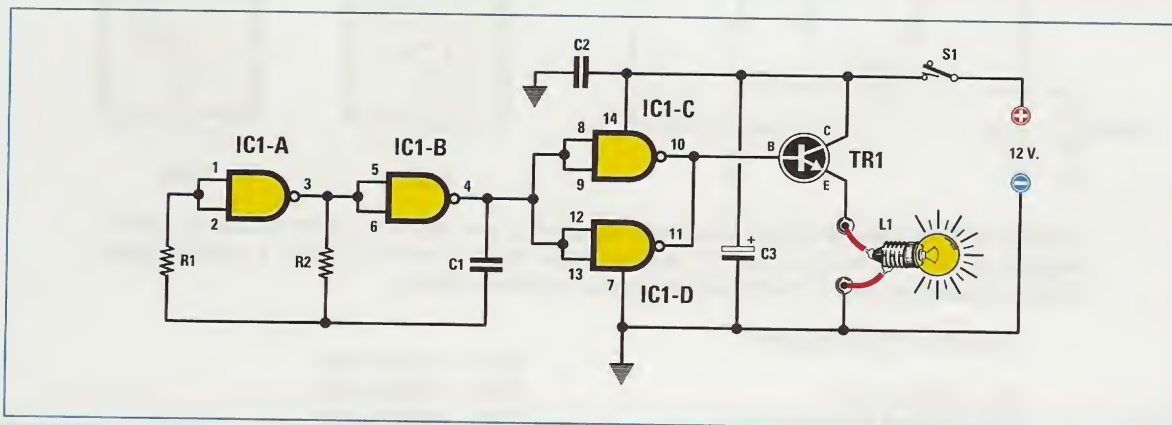 C2
S1
14
IC1-C
IC1-A
IC1-B
8
9
10
B
C
E
TR1
12 V.
+
-
1
2
3
5
6
4
12
13
11
7
IC1-D
R1
R2
C1
+
C3
L1